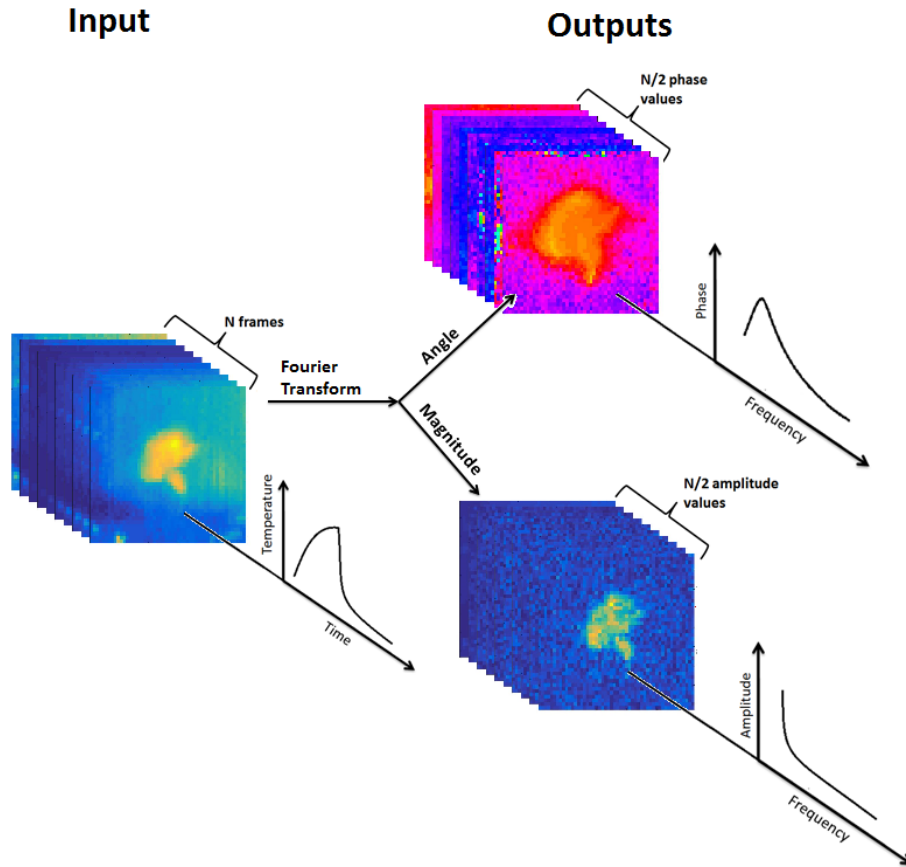 Input
Outputs
N/2 phase
values
N frames
Fourier
Transform
Angle
Magnitude
Phase
Frequency
Temperature
Time
N/2 amplitude
values
Amplitude
Frequency